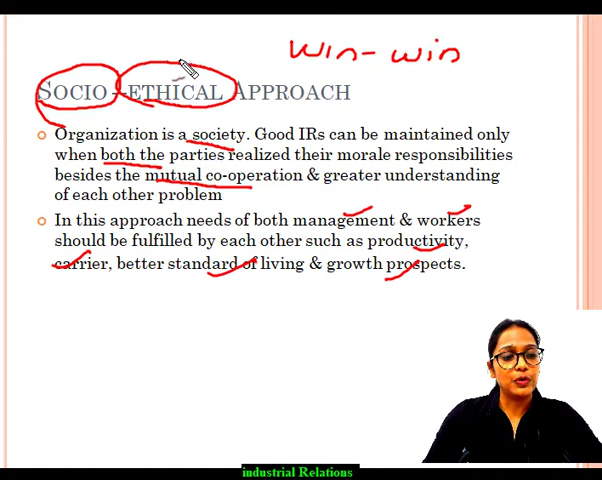 win-win
SOCIO -ETHICAL APPROACH
Organization is a society. Good IRs can be maintained only
when both the parties realized their morale responsibilities
besides the mutual co-operation & greater understanding
of each other problem
In this approach needs of both management & workers
should be fulfilled by each other such as productivity,
carrier, better standard of living & growth prospects.
industrial Relations